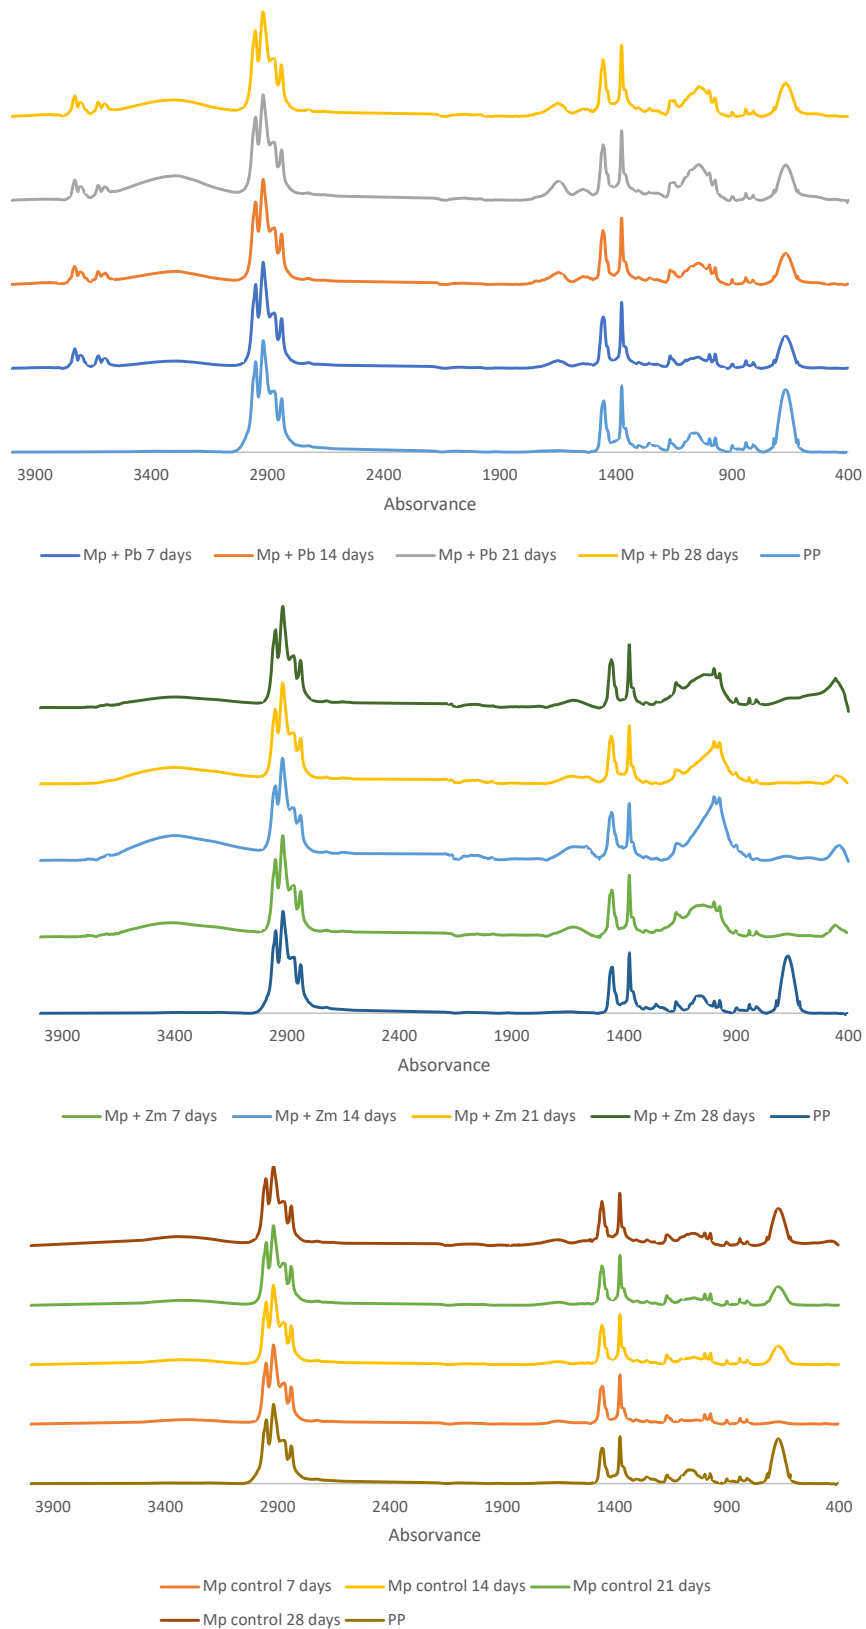 3900 3400 2900 2400 1900 1400 900 400
Absorvance
Mp + Pb 7 days Mp + Pb 14 days Mp + Pb 21 days Mp + Pb 28 days PP
3900 3400 2900 2400 1900 1400 900 400
Absorvance
Mp + Zm 7 days Mp + Zm 14 days Mp + Zm 21 days Mp + Zm 28 days PP
3900 3400 2900 2400 1900 1400 900 400
Absorvance
Mp control 7 days Mp control 14 days Mp control 21 days
Mp control 28 days PP